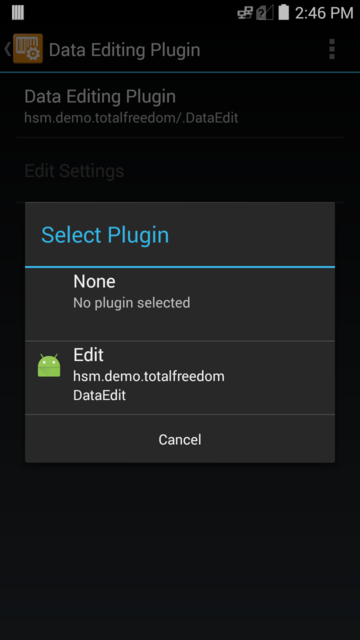 2:46 PM
Data Editing Plugin
Data Editing Plugin
hsm.demo.totalfreedom/.DataEdit
Edit Settings
Select Plugin
None
No plugin selected
Edit
hsm.demo.totalfreedom
DataEdit
Cancel